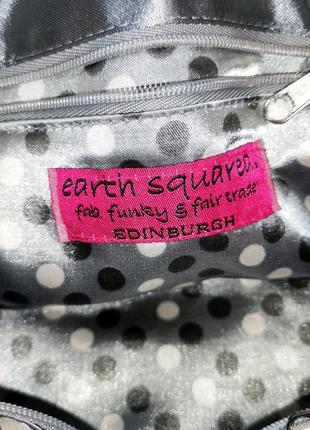 earth squared.
fab, funky & fair trade
EDINBURGH